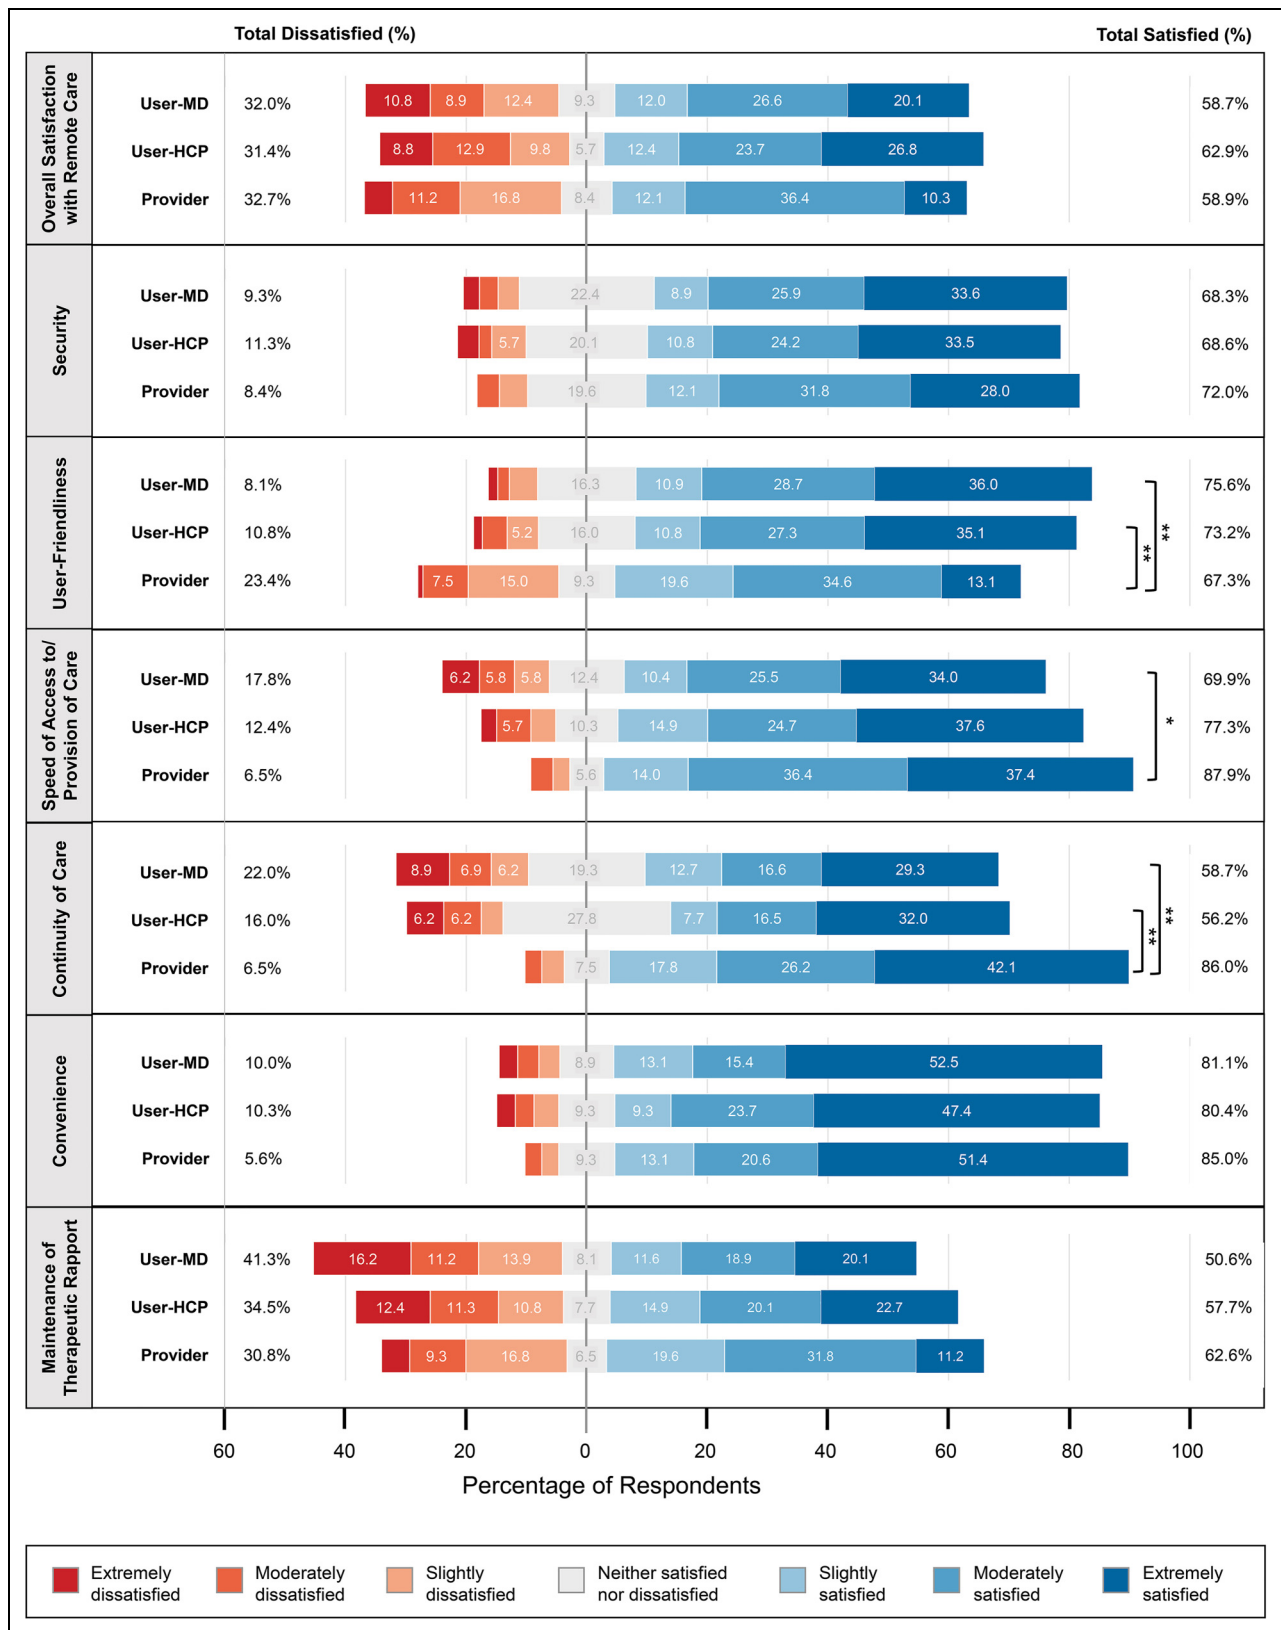 Total Dissatisfied (%) Total Satisfied (%)
Overall Satisfaction
with Remote Care
User-MD 32.0% 10.8 8.9 12.4 9.3 12.0 26.6 20.1 58.7%
User-HCP 31.4% 8.8 12.9 9.8 5.7 12.4 23.7 26.8 62.9%
Provider 32.7% 11.2 16.8 8.4 12.1 36.4 10.3 58.9%
Security
User-MD 9.3% 22.4 8.9 25.9 33.6 68.3%
User-HCP 11.3% 5.7 20.1 10.8 24.2 33.5 68.6%
Provider 8.4% 19.6 12.1 31.8 28.0 72.0%
User-Friendliness
User-MD 8.1% 16.3 10.9 28.7 36.0 75.6%
User-HCP 10.8% 5.2 16.0 10.8 27.3 35.1 73.2%
Provider 23.4% 7.5 15.0 9.3 19.6 34.6 13.1 67.3%
**
**
Speed of Access to/
Provision of Care
User-MD 17.8% 6.2 5.8 5.8 12.4 10.4 25.5 34.0 69.9%
User-HCP 12.4% 5.7 10.3 14.9 24.7 37.6 77.3%
Provider 6.5% 5.6 14.0 36.4 37.4 87.9%
*
Continuity of Care
User-MD 22.0% 8.9 6.9 6.2 19.3 12.7 16.6 29.3 58.7%
User-HCP 16.0% 6.2 6.2 27.8 7.7 16.5 32.0 56.2%
Provider 6.5% 7.5 17.8 26.2 42.1 86.0%
**
**
Convenience
User-MD 10.0% 8.9 13.1 15.4 52.5 81.1%
User-HCP 10.3% 9.3 9.3 23.7 47.4 80.4%
Provider 5.6% 9.3 13.1 20.6 51.4 85.0%
Maintenance of
Therapeutic Rapport
User-MD 41.3% 16.2 11.2 13.9 8.1 11.6 18.9 20.1 50.6%
User-HCP 34.5% 12.4 11.3 10.8 7.7 14.9 20.1 22.7 57.7%
Provider 30.8% 9.3 16.8 6.5 19.6 31.8 11.2 62.6%
60 40 20 0 20 40 60 80 100
Percentage of Respondents
Extremely
dissatisfied
Moderately
dissatisfied
Slightly
dissatisfied
Neither satisfied
nor dissatisfied
Slightly
satisfied
Moderately
satisfied
Extremely
satisfied